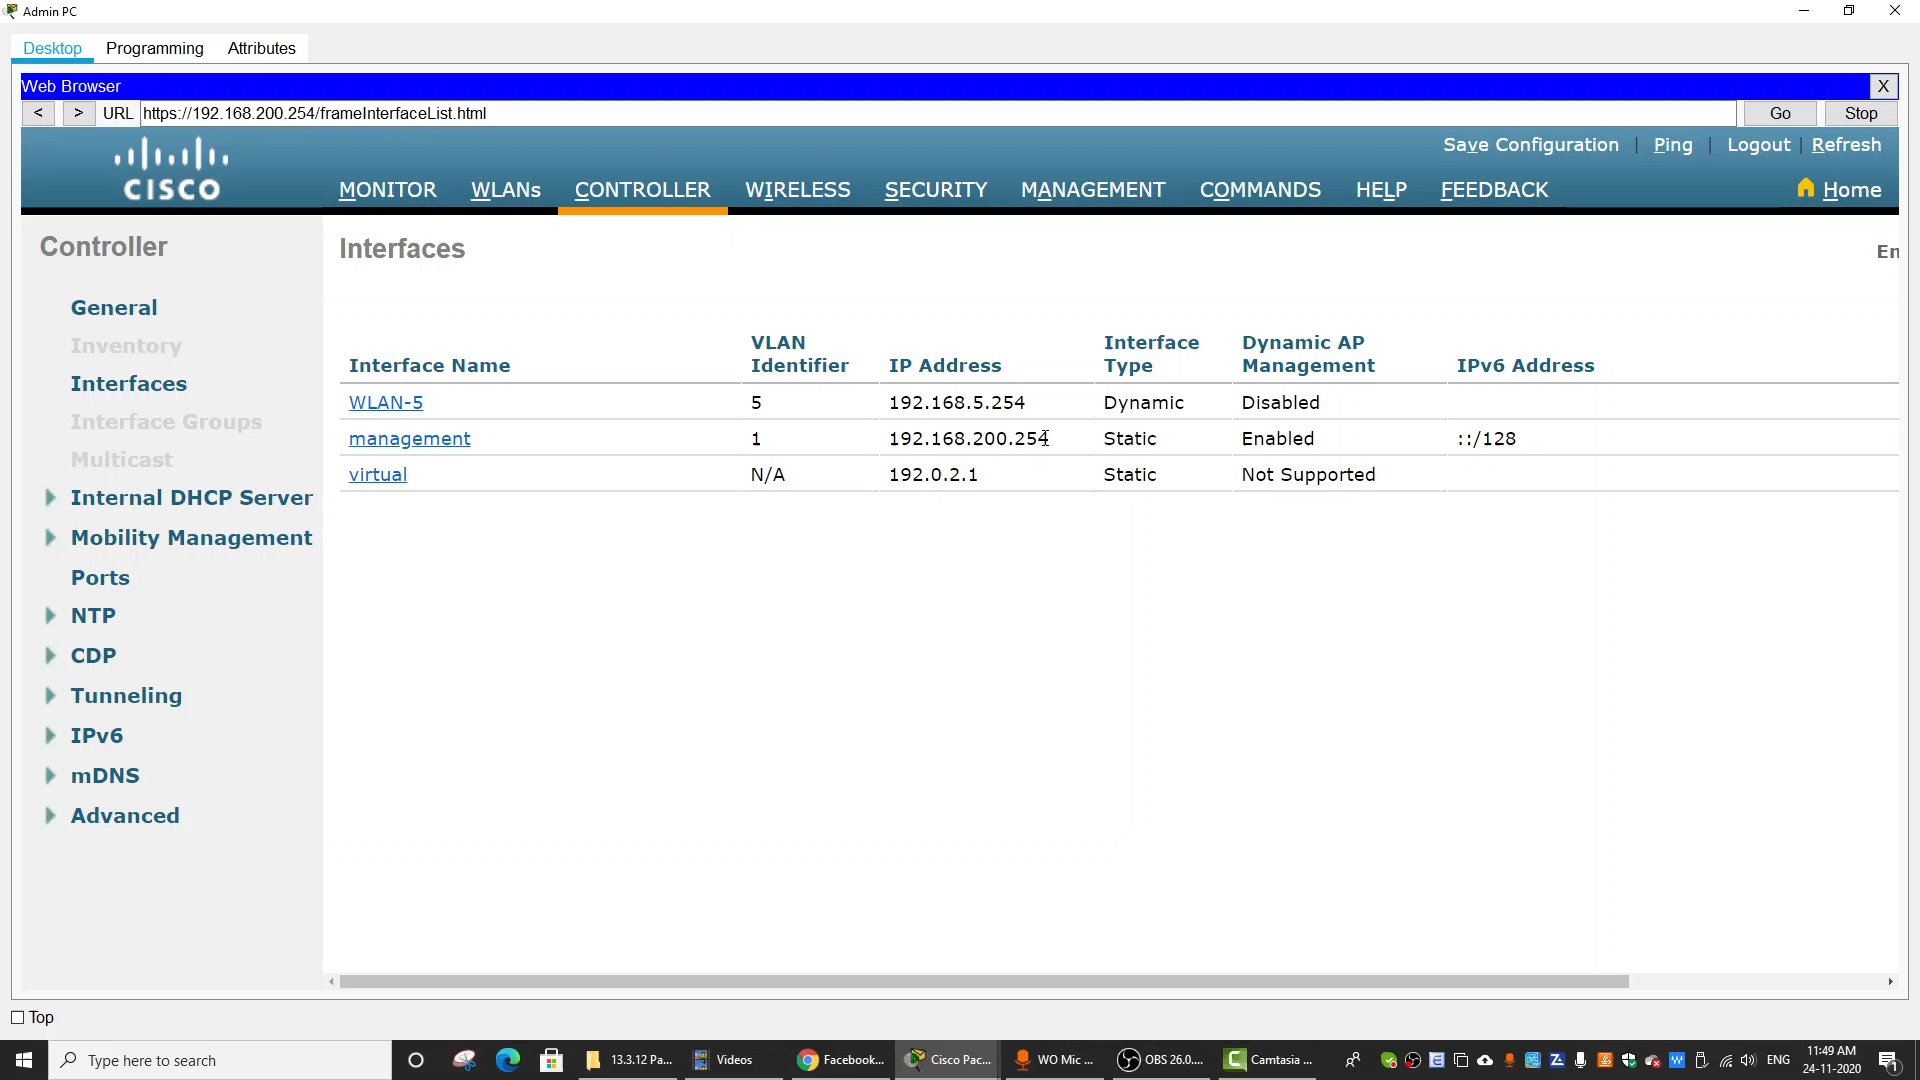 Admin PC
Desktop Programming Attributes
Web Browser X
< > URL https://192.168.200.254/frameInterfaceList.html Go Stop
Save Configuration | Ping | Logout | Refresh
CISCO MONITOR WLANs CONTROLLER WIRELESS SECURITY MANAGEMENT COMMANDS HELP FEEDBACK Home
Controller
General
Inventory
Interfaces
Interface Groups
Multicast
Internal DHCP Server
Mobility Management
Ports
NTP
CDP
Tunneling
IPv6
mDNS
Advanced
Interfaces En
Interface Name VLAN Identifier IP Address Interface Type Dynamic AP Management IPv6 Address
WLAN-5 5 192.168.5.254 Dynamic Disabled
management 1 192.168.200.254 Static Enabled ::/128
virtual N/A 192.0.2.1 Static Not Supported
Top
Type here to search 13.3.12 Pa... Videos Facebook... Cisco Pac... WO Mic ... OBS 26.0.... Camtasia ... ENG 11:49 AM
24-11-2020 1